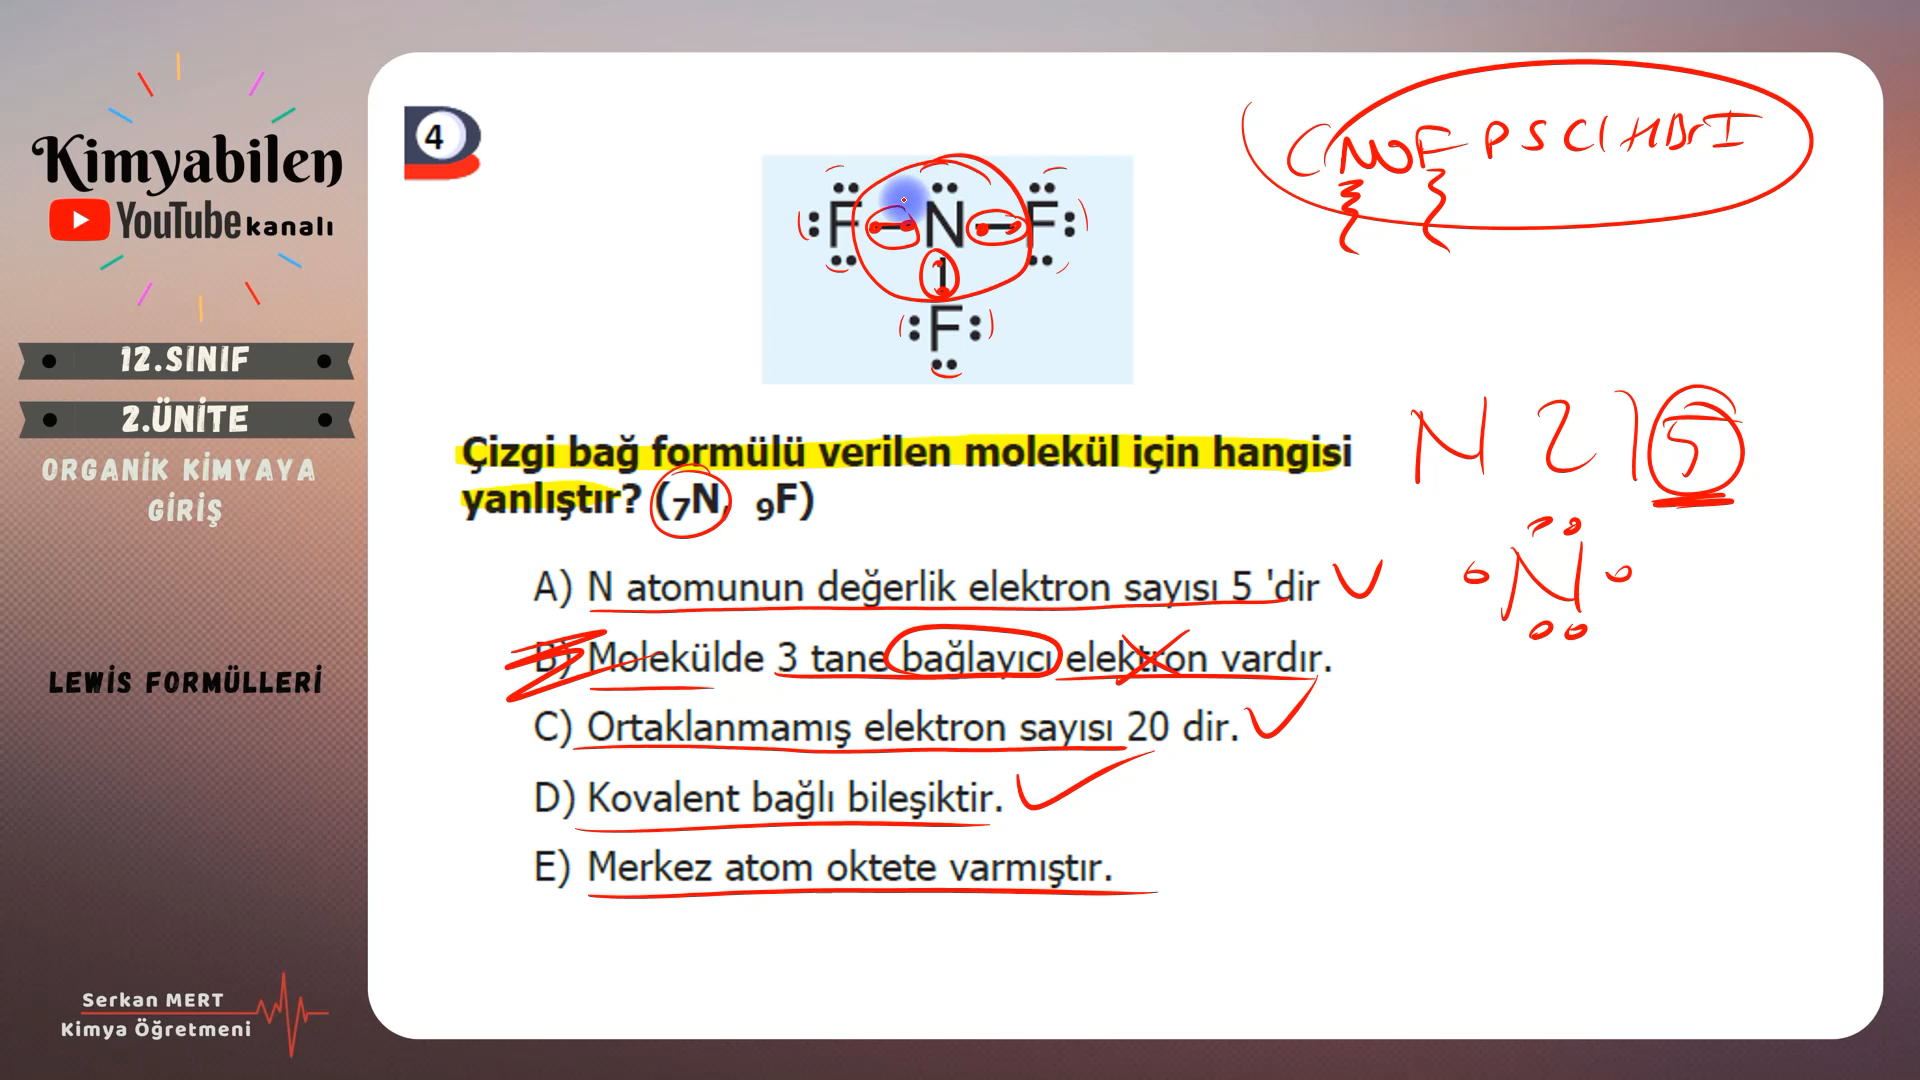 Kimyabilen
YouTube kanalı
12.SINIF
2.ÜNİTE
ORGANİK KİMYAYA
GİRİŞ
LEWİS FORMÜLLERİ
Serkan MERT
Kimya Öğretmeni
4
C N O F P S Cl H Br I
F N F
F
Çizgi bağ formülü verilen molekül için hangisi
yanlıştır? (₇N, ₉F)
A) N atomunun değerlik elektron sayısı 5 'dir
B) Molekülde 3 tane bağlayıcı elektron vardır.
C) Ortaklanmamış elektron sayısı 20 dir.
D) Kovalent bağlı bileşiktir.
E) Merkez atom oktete varmıştır.
N 2 ) 5
N